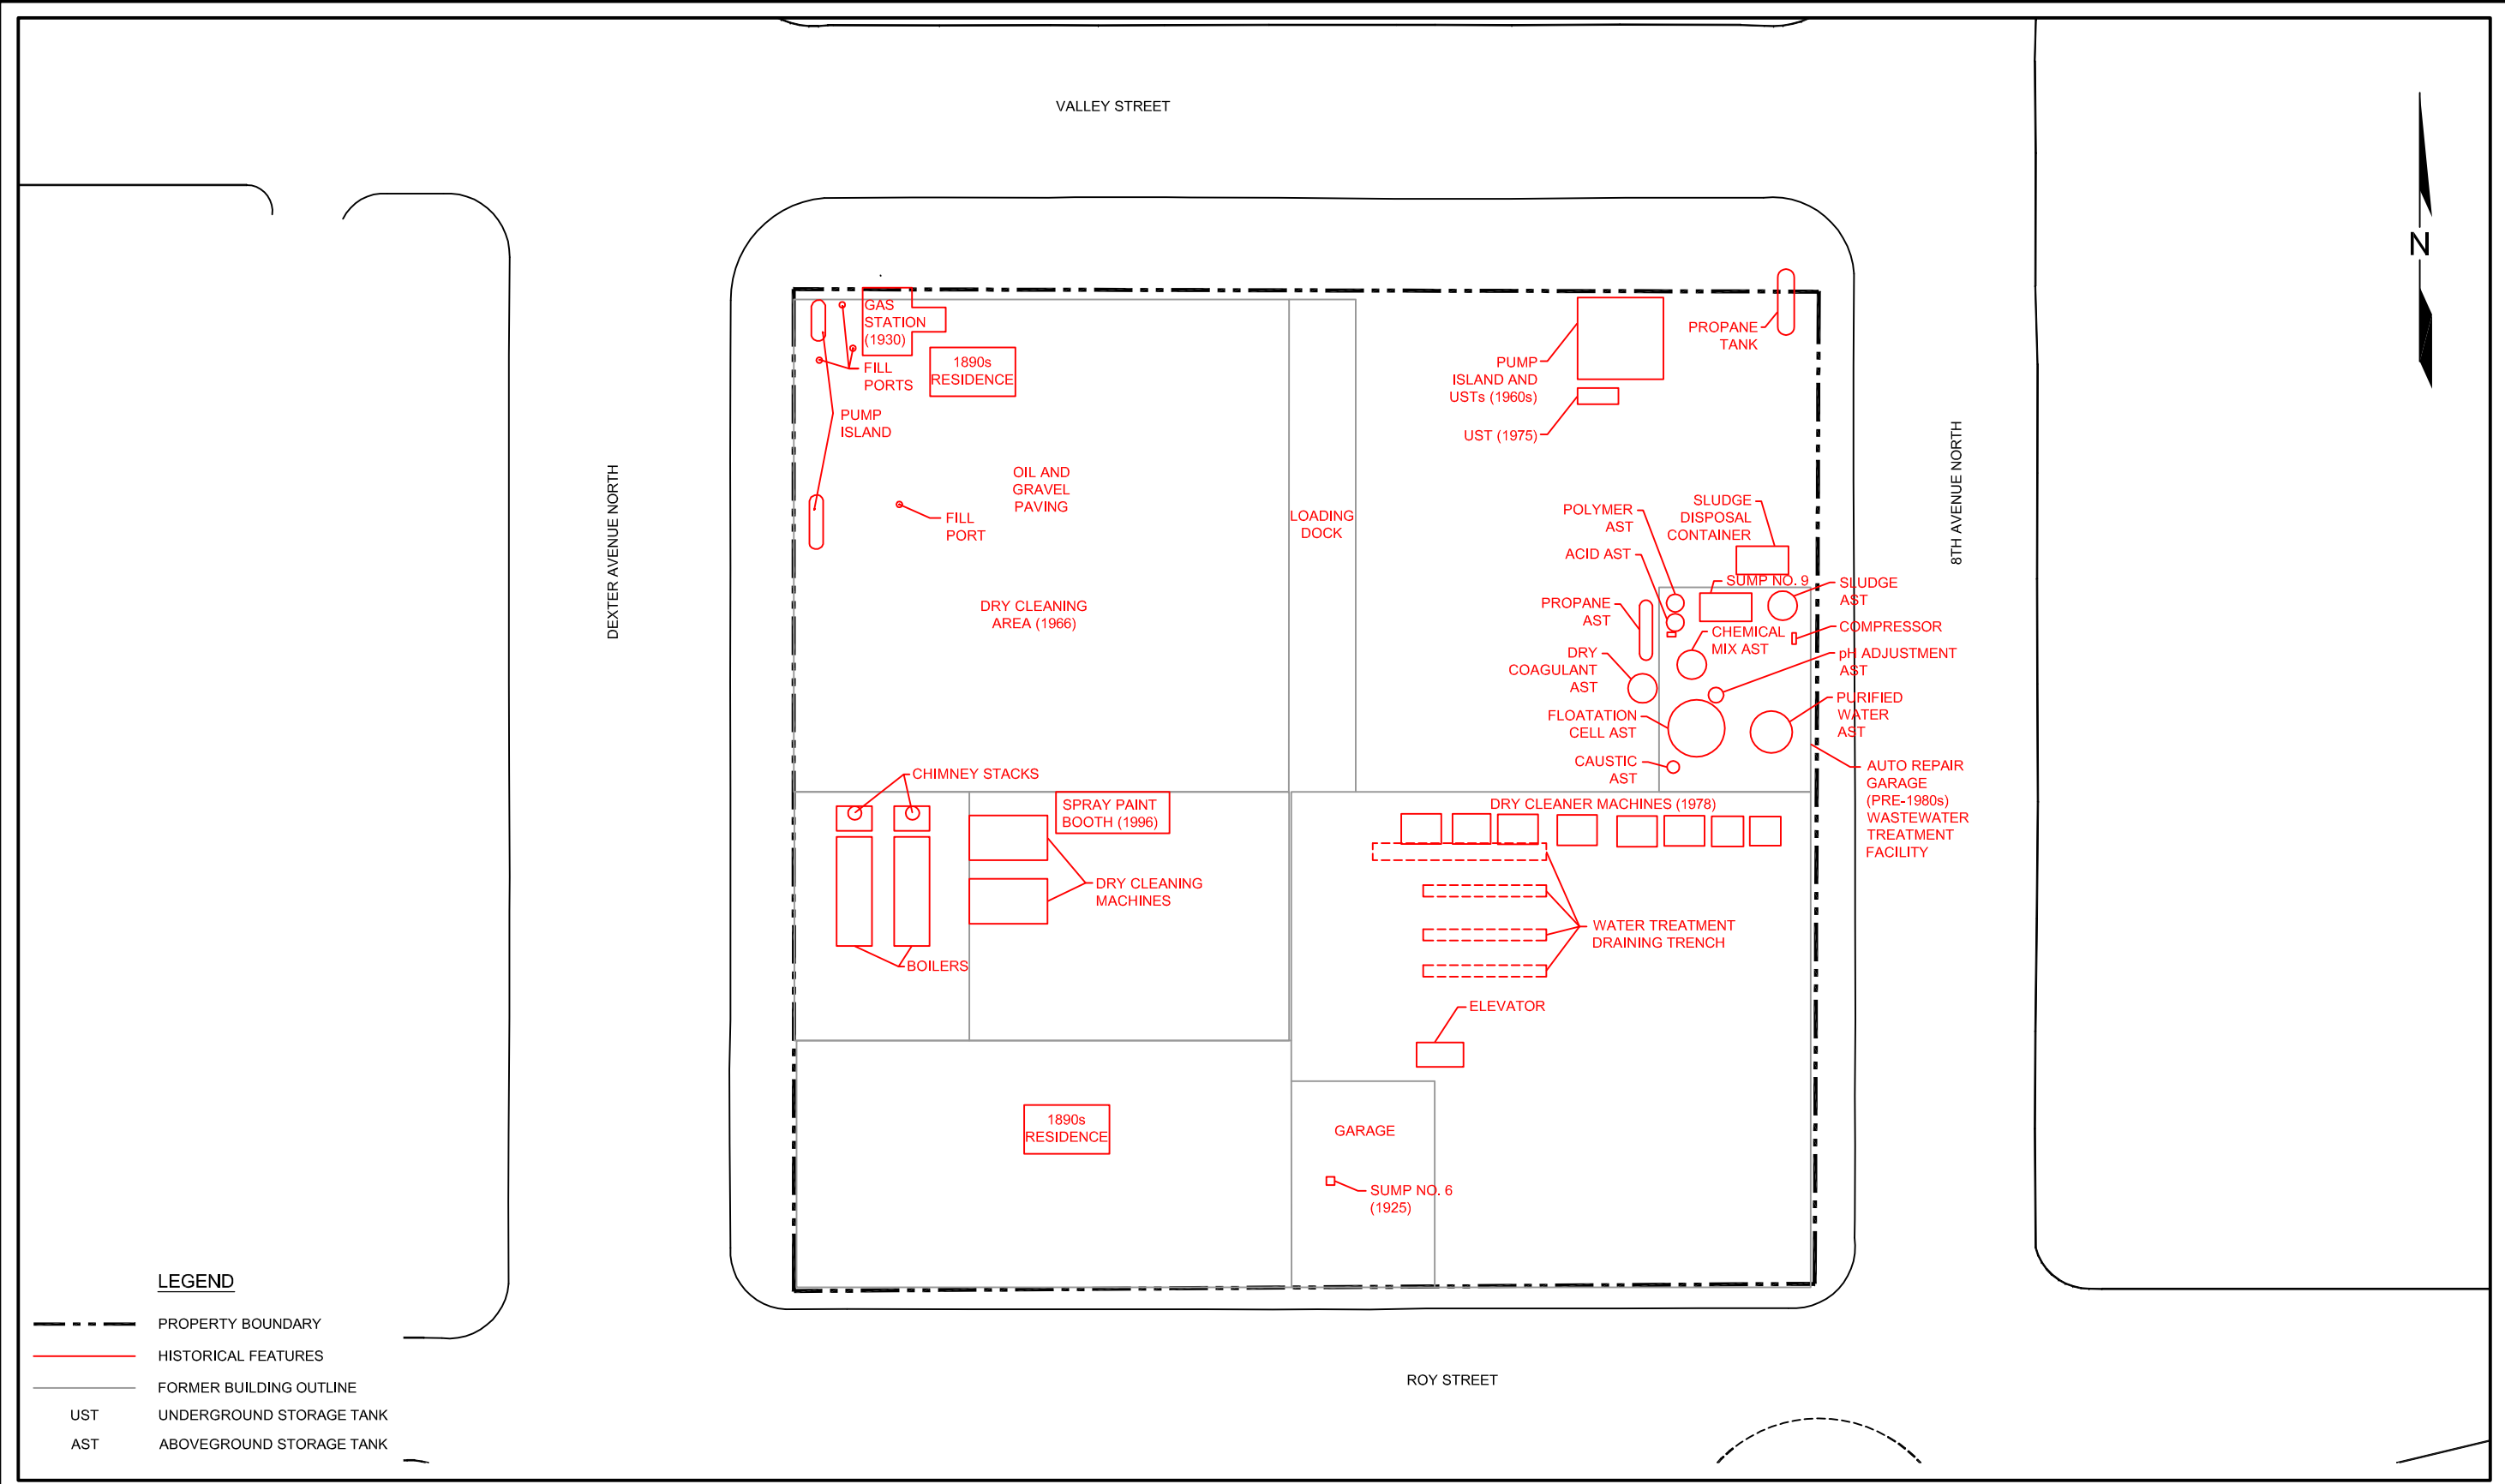 VALLEY STREET
N
DEXTER AVENUE NORTH
8TH AVENUE NORTH
ROY STREET
GAS
STATION
(1930)
FILL
PORTS
1890s
RESIDENCE
PUMP
ISLAND
OIL AND
GRAVEL
PAVING
FILL
PORT
DRY CLEANING
AREA (1966)
LOADING
DOCK
PROPANE
TANK
PUMP
ISLAND AND
USTs (1960s)
UST (1975)
SLUDGE
DISPOSAL
CONTAINER
POLYMER
AST
ACID AST
SUMP NO. 9
SLUDGE
AST
PROPANE
AST
COMPRESSOR
CHEMICAL
MIX AST
pH ADJUSTMENT
AST
DRY
COAGULANT
AST
PURIFIED
WATER
AST
FLOATATION
CELL AST
CAUSTIC
AST
AUTO REPAIR
GARAGE
(PRE-1980s)
WASTEWATER
TREATMENT
FACILITY
CHIMNEY STACKS
SPRAY PAINT
BOOTH (1996)
DRY CLEANER MACHINES (1978)
DRY CLEANING
MACHINES
WATER TREATMENT
DRAINING TRENCH
BOILERS
ELEVATOR
1890s
RESIDENCE
GARAGE
SUMP NO. 6
(1925)
LEGEND
PROPERTY BOUNDARY
HISTORICAL FEATURES
FORMER BUILDING OUTLINE
UST UNDERGROUND STORAGE TANK
AST ABOVEGROUND STORAGE TANK